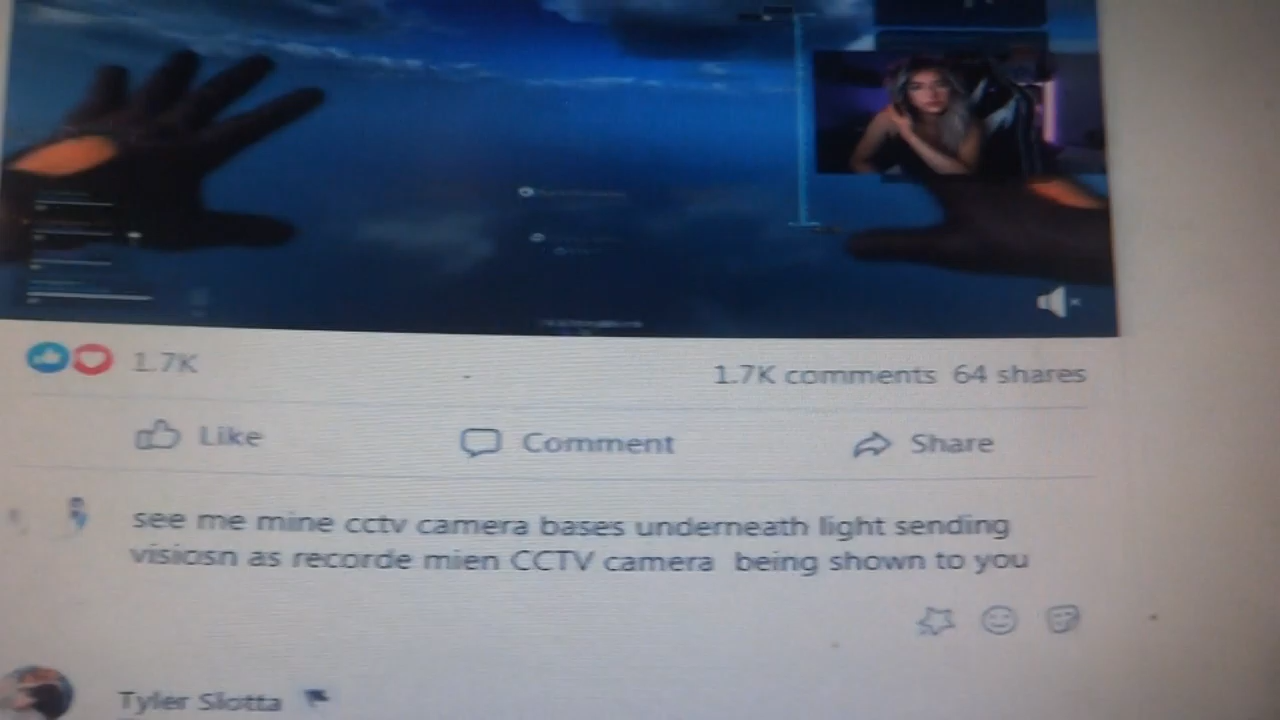 1.7K
1.7K comments 64 shares
Like
Comment
Share
see me mine cctv camera bases underneath light sending
visiosn as recorde mien CCTV camera being shown to you
Tyler Slotta